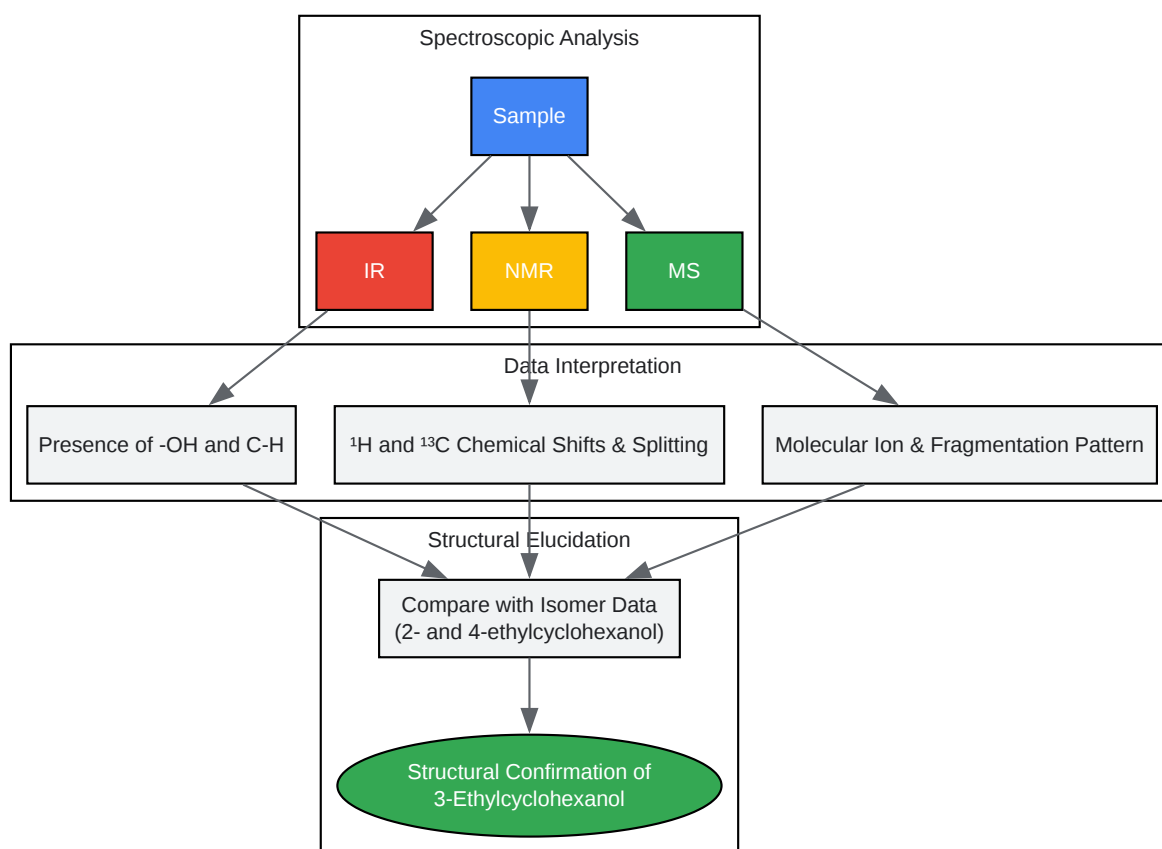 Spectroscopic Analysis
Sample
IR
NMR
MS
Data Interpretation
Presence of -OH and C-H
¹H and ¹³C Chemical Shifts & Splitting
Molecular Ion & Fragmentation Pattern
Structural Elucidation
Compare with Isomer Data
(2- and 4-ethylcyclohexanol)
Structural Confirmation of
3-Ethylcyclohexanol